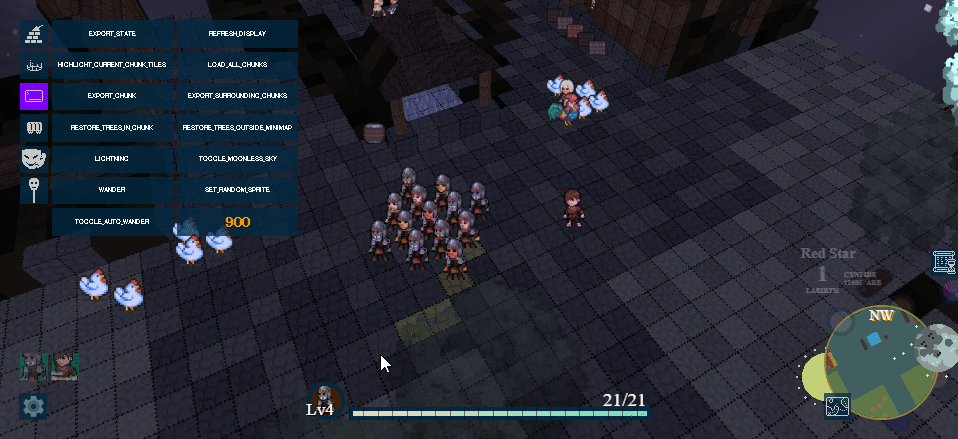 EXPORT_STATE
REFRESH_DISPLAY
HIGHLIGHT_CURRENT_CHUNK_TILES
LOAD_ALL_CHUNKS
EXPORT_CHUNK
EXPORT_SURROUNDING_CHUNKS
RESTORE_TREES_IN_CHUNK
RESTORE_TREES_OUTSIDE_MINIMAP
LIGHTNING
TOGGLE_MOONLESS_SKY
WANDER
SET_RANDOM_SPRITE
TOGGLE_AUTO_WANDER
900
Red Star
1
NW
21/21
Lv4